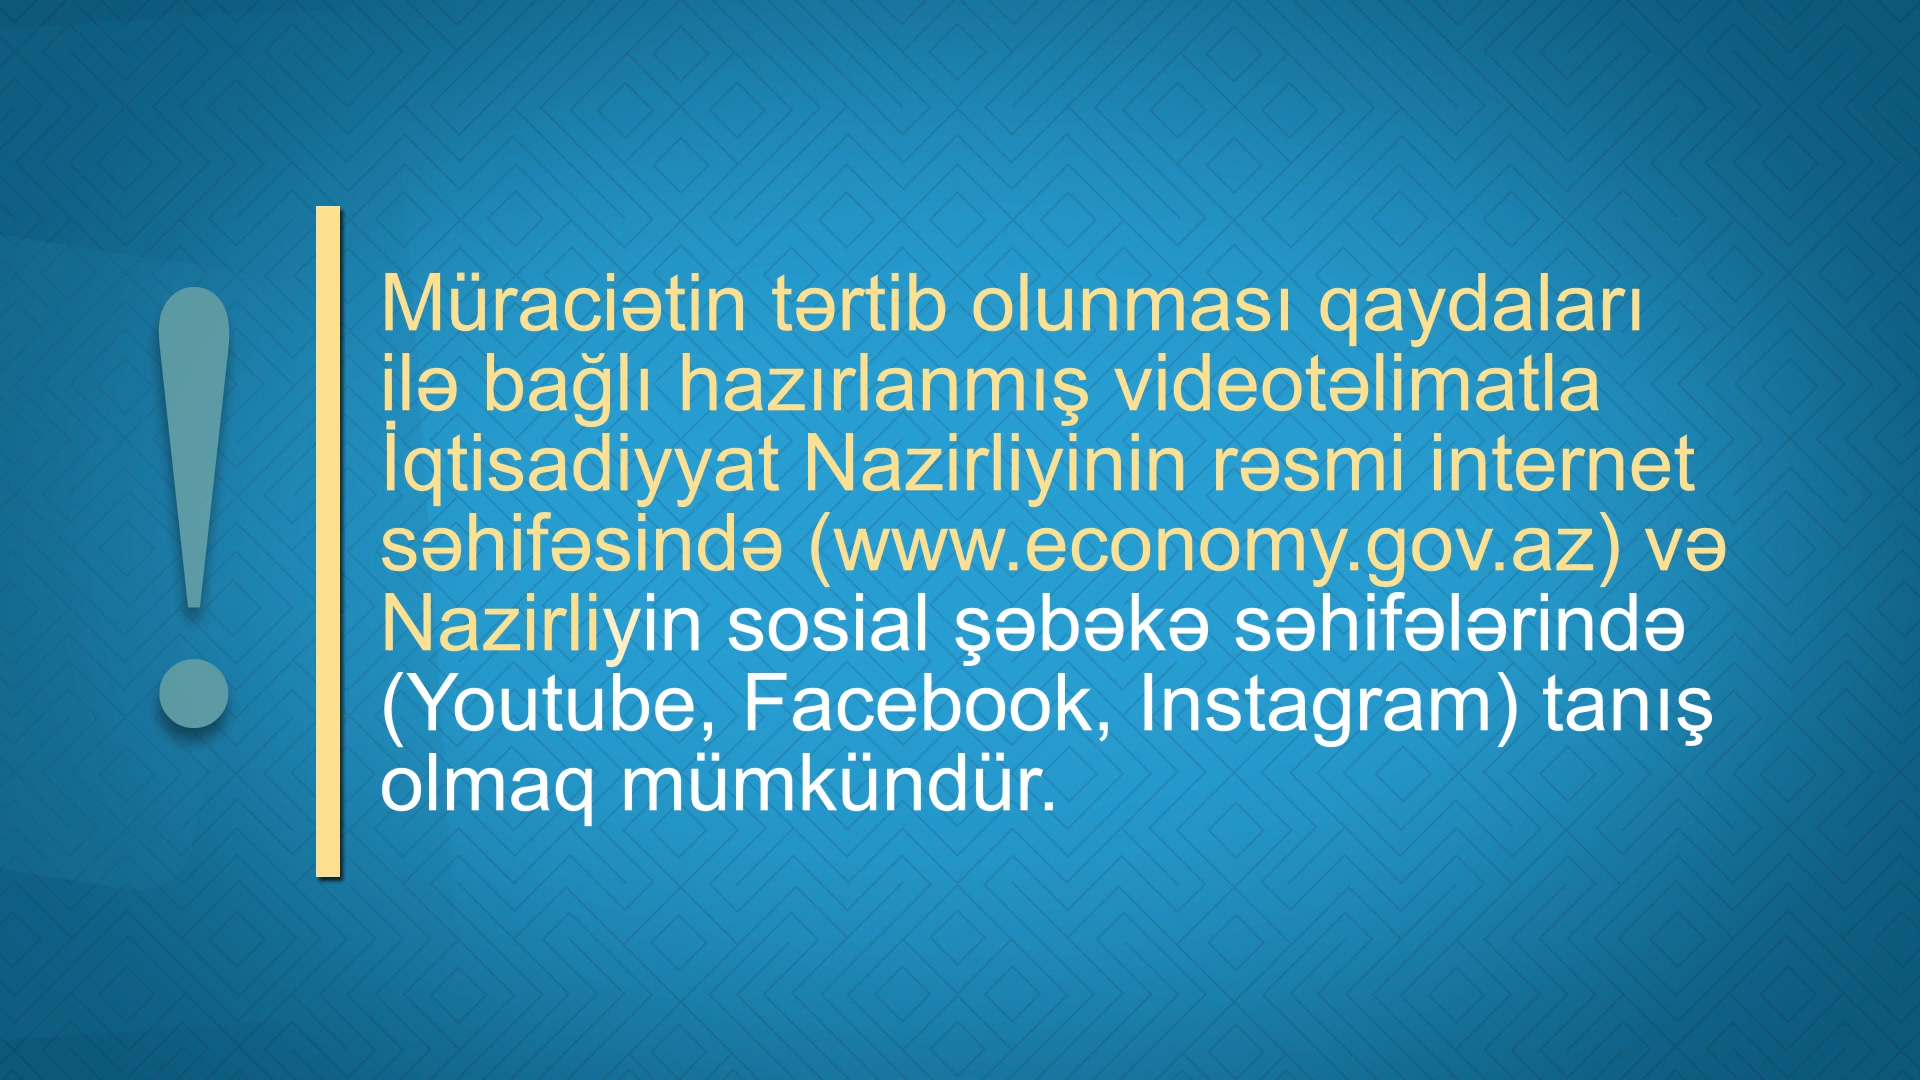 Müraciətin tərtib olunması qaydaları
ilə bağlı hazırlanmış videotəlimatla
İqtisadiyyat Nazirliyinin rəsmi internet
səhifəsində (www.economy.gov.az) və
Nazirliyin sosial şəbəkə səhifələrində
(Youtube, Facebook, Instagram) tanış
olmaq mümkündür.